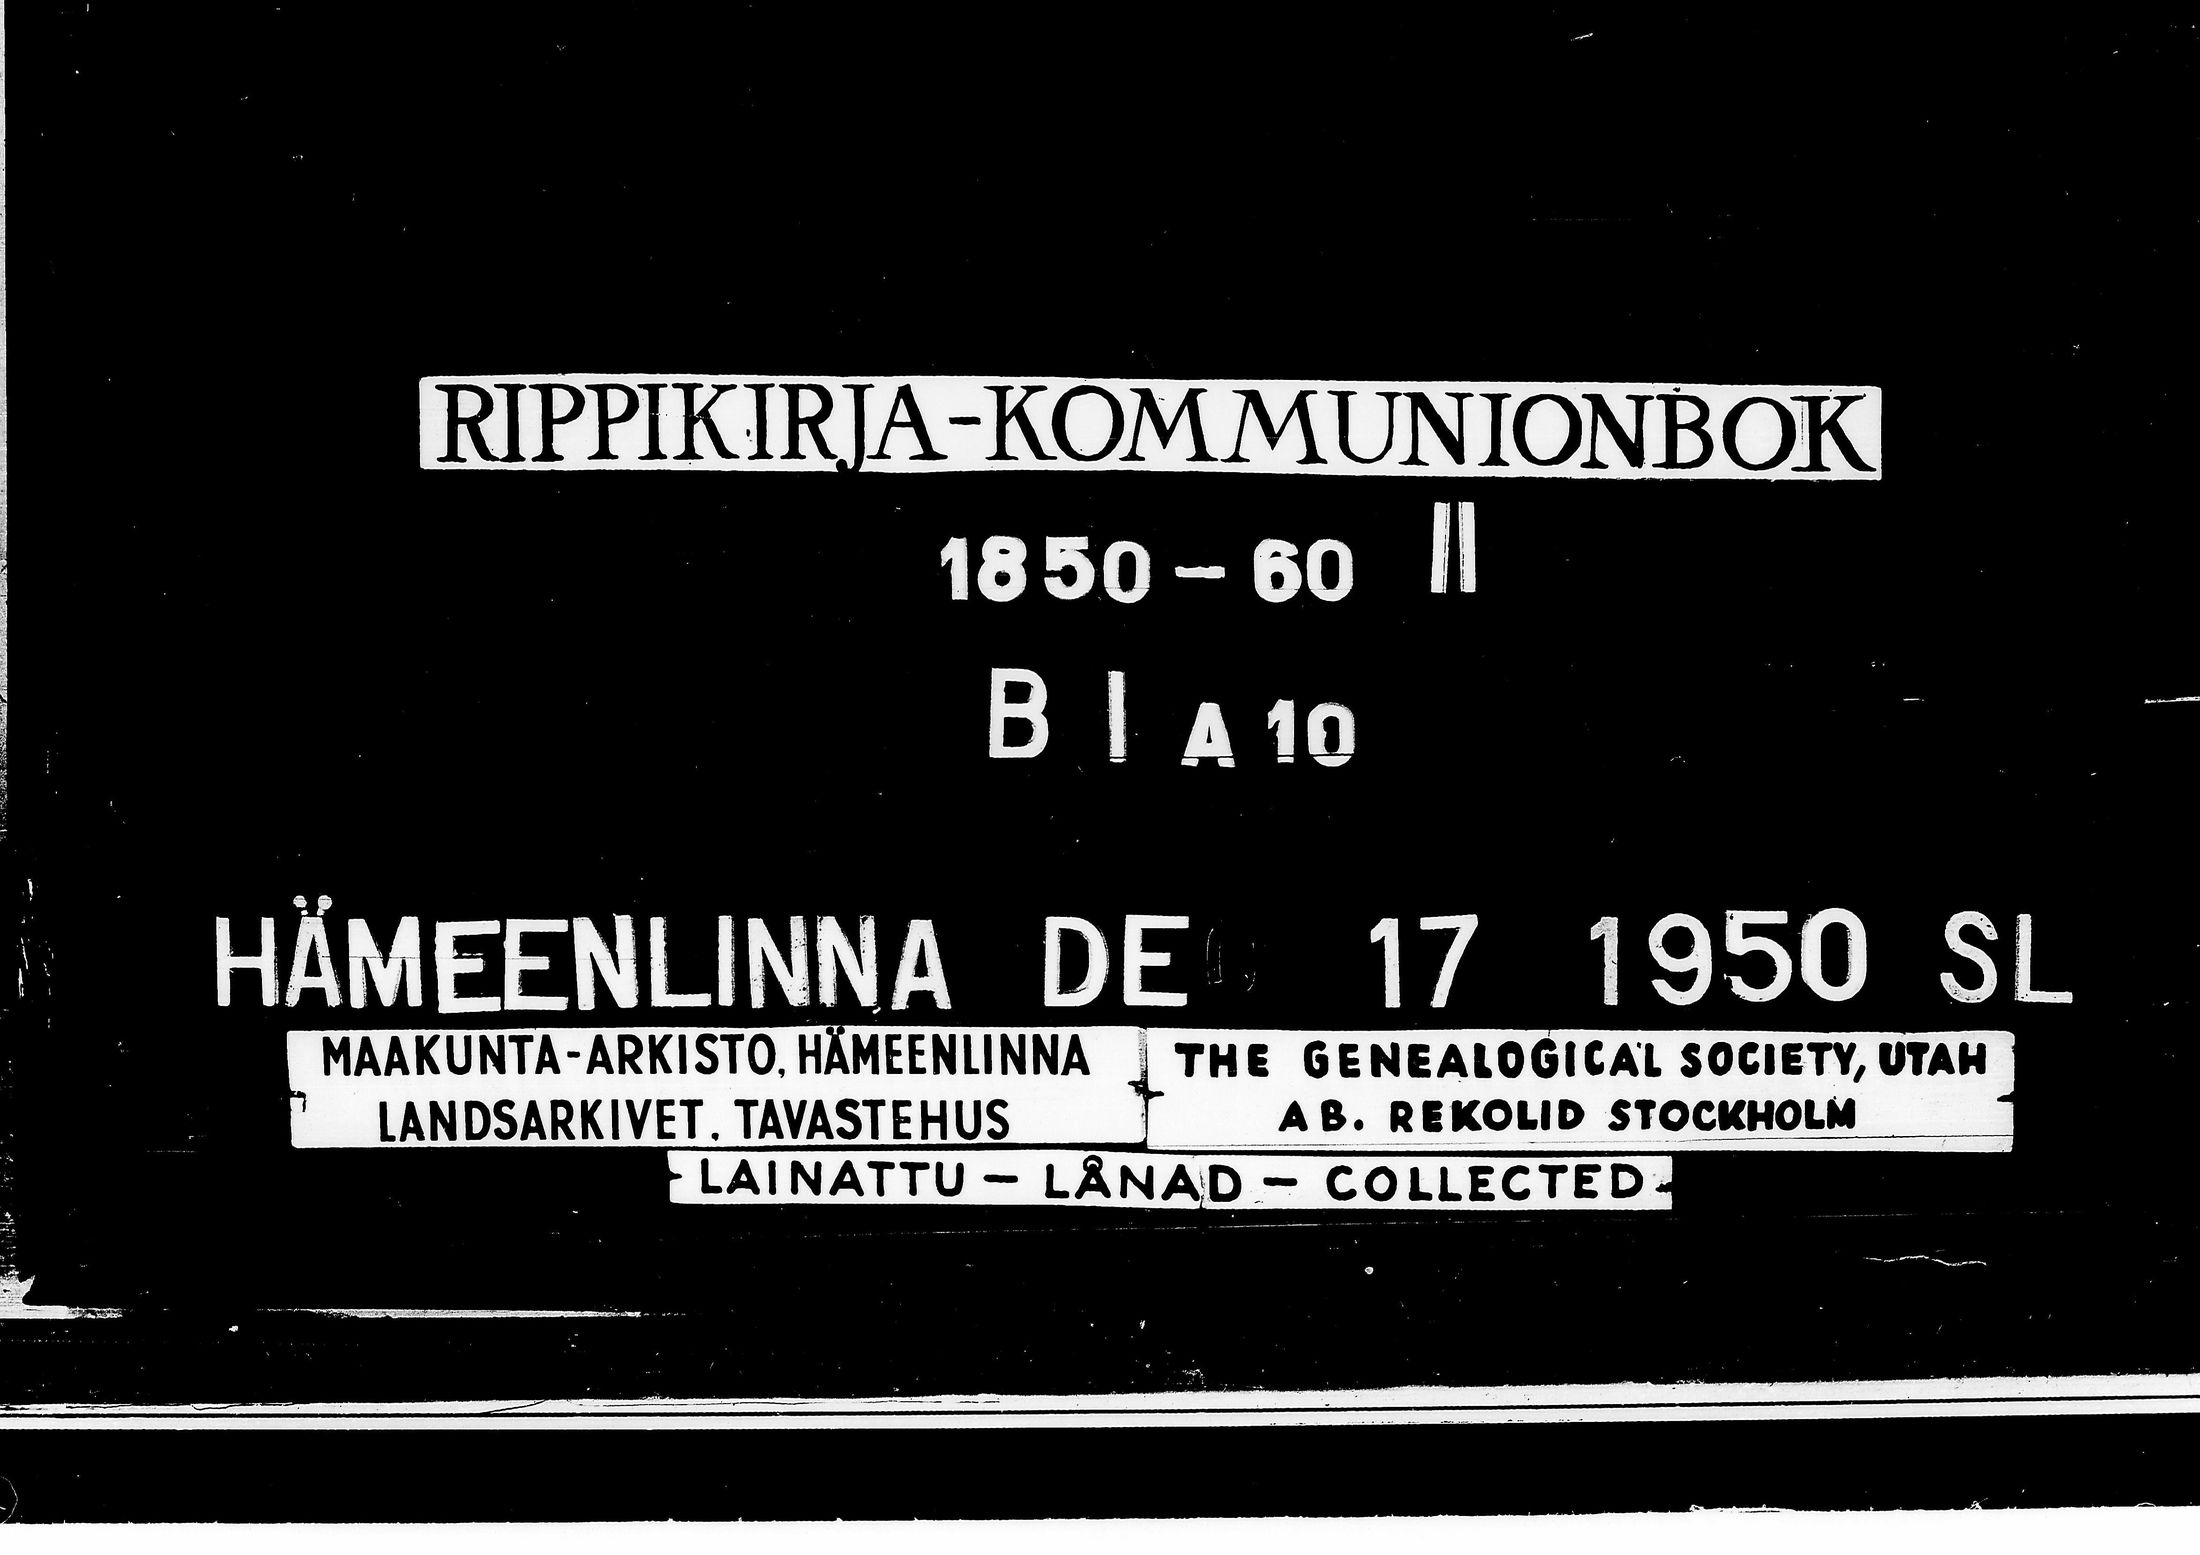 RIPPIKIRJA-KOMMUNIONBOK
1850-60 II
B I A 10
HÄMEENLINNA DE 17 1950 SL
MAAKUNTA-ARKISTO, HÄMEENLINNA
LANDSARKIVET. TAVASTEHUS
THE GENEALOGICAL SOCIETY, UTAH
AB. REKOLID STOCKHOLM
LAINATTU - LÅNAD - COLLECTED